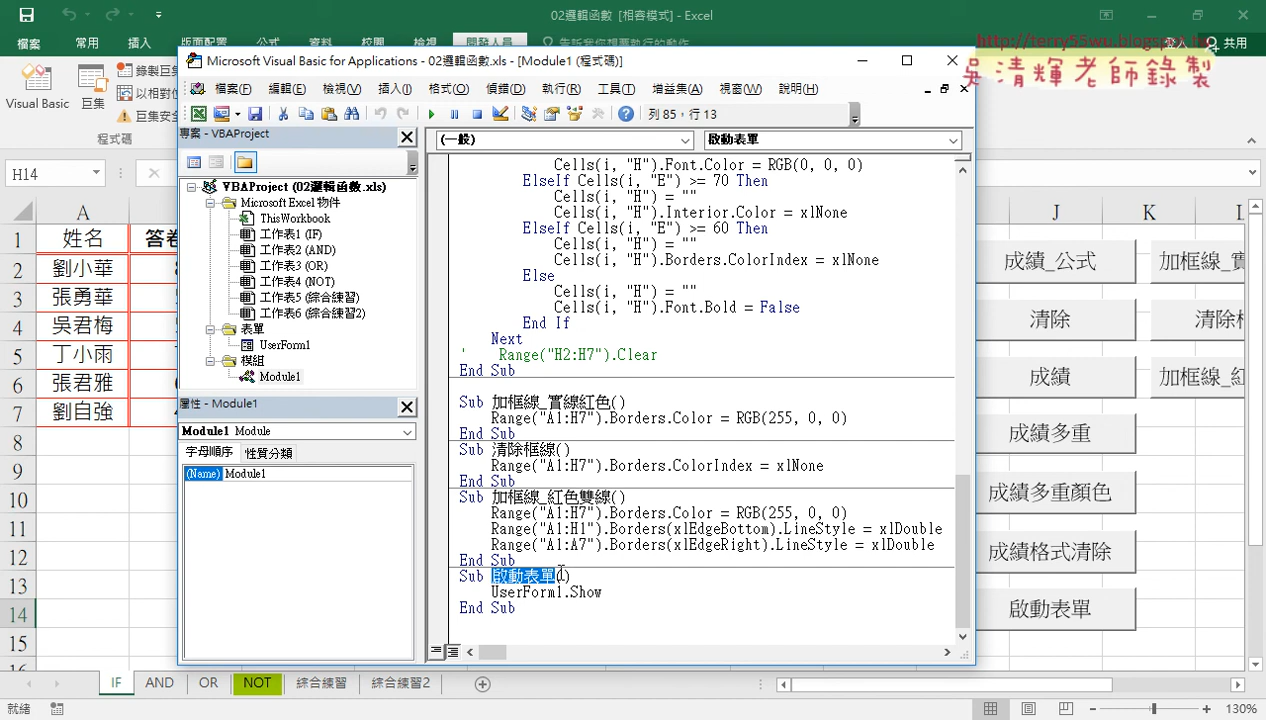 02邏輯函數 [相容模式] - Excel
http://terry55wu.blogspot.tw
吳清輝老師錄製
檔案 常用 插入 版面配置 公式 資料 校閱 檢視 開發人員 告訴我您想要執行的動作 登入 共用
Visual Basic 巨集 錄製巨集
以相對位
巨集安全
程式碼
H14
Microsoft Visual Basic for Applications - 02邏輯函數.xls - [Module1 (程式碼)]
檔案(F) 編輯(E) 檢視(V) 插入(I) 格式(O) 偵錯(D) 執行(R) 工具(T) 增益集(A) 視窗(W) 說明(H)
列 85，行 13
專案 - VBAProject
VBAProject (02邏輯函數.xls)
Microsoft Excel 物件
ThisWorkbook
工作表1 (IF)
工作表2 (AND)
工作表3 (OR)
工作表4 (NOT)
工作表5 (綜合練習)
工作表6 (綜合練習2)
表單
UserForm1
模組
Module1
屬性 - Module1
Module1 Module
字母順序 性質分類
(Name) Module1
(一般) 啟動表單
Cells(i, "H").Font.Color = RGB(0, 0, 0)
ElseIf Cells(i, "E") >= 70 Then
Cells(i, "H") = ""
Cells(i, "H").Interior.Color = xlNone
ElseIf Cells(i, "E") >= 60 Then
Cells(i, "H") = ""
Cells(i, "H").Borders.ColorIndex = xlNone
Else
Cells(i, "H") = ""
Cells(i, "H").Font.Bold = False
End If
Next
' Range("H2:H7").Clear
End Sub
Sub 加框線_實線紅色()
Range("A1:H7").Borders.Color = RGB(255, 0, 0)
End Sub
Sub 清除框線()
Range("A1:H7").Borders.ColorIndex = xlNone
End Sub
Sub 加框線_紅色雙線()
Range("A1:H7").Borders.Color = RGB(255, 0, 0)
Range("A1:H1").Borders(xlEdgeBottom).LineStyle = xlDouble
Range("A1:A7").Borders(xlEdgeRight).LineStyle = xlDouble
End Sub
Sub 啟動表單()
UserForm1.Show
End Sub
A
1 姓名 答卷
2 劉小華
3 張勇華
4 吳君梅
5 丁小雨
6 張君雅
7 劉自強
8
9
10
11
12
13
14
15
16
J K L
成績_公式 加框線_實
清除 清除框
成績 加框線_紅
成績多重
成績多重顏色
成績格式清除
啟動表單
IF AND OR NOT 綜合練習 綜合練習2
就緒 130%